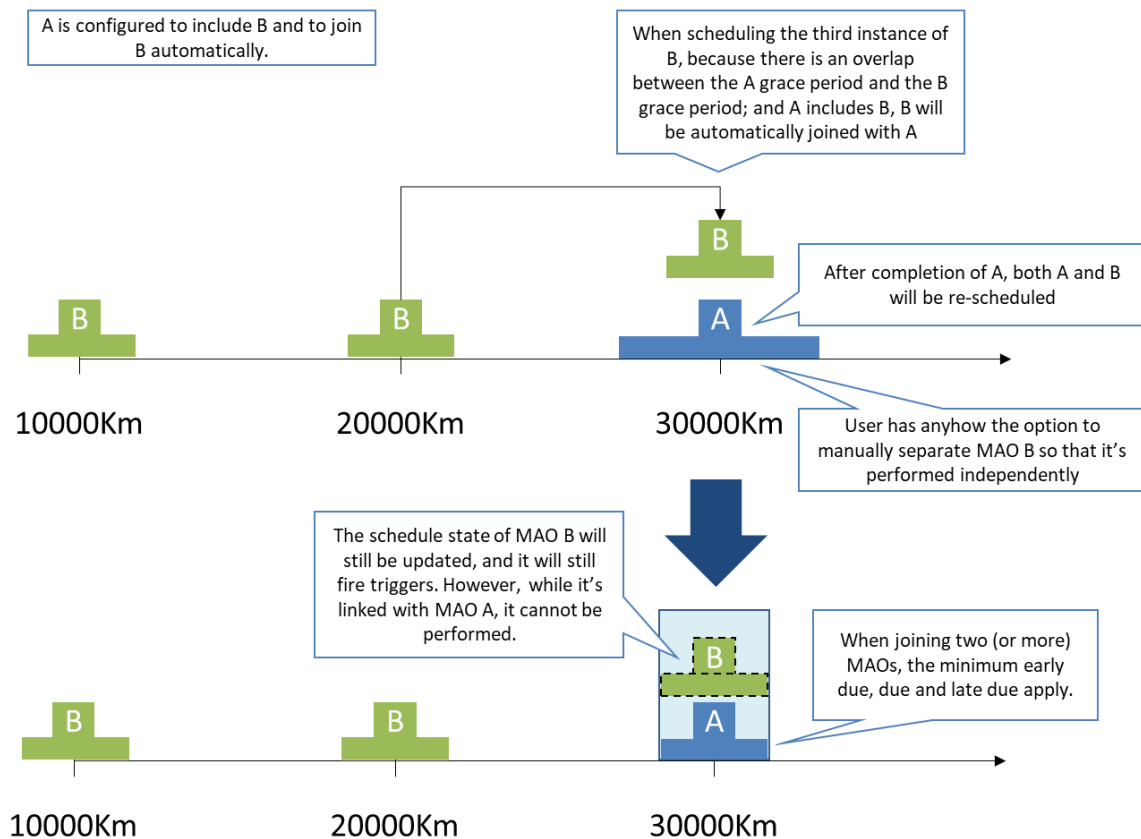 A is configured to include B and to join
B automatically.
When scheduling the third instance of
B, because there is an overlap
between the A grace period and the B
grace period; and A includes B, B will
be automatically joined with A
B
After completion of A, both A and B
will be re-scheduled
B
B
A
10000Km
20000Km
30000Km
User has anyhow the option to
manually separate MAO B so that it's
performed independently
The schedule state of MAO B will
still be updated, and it will still
fire triggers. However, while it's
linked with MAO A, it cannot be
performed.
When joining two (or more)
MAOs, the minimum early
due, due and late due apply.
B
B
B
A
10000Km
20000Km
30000Km